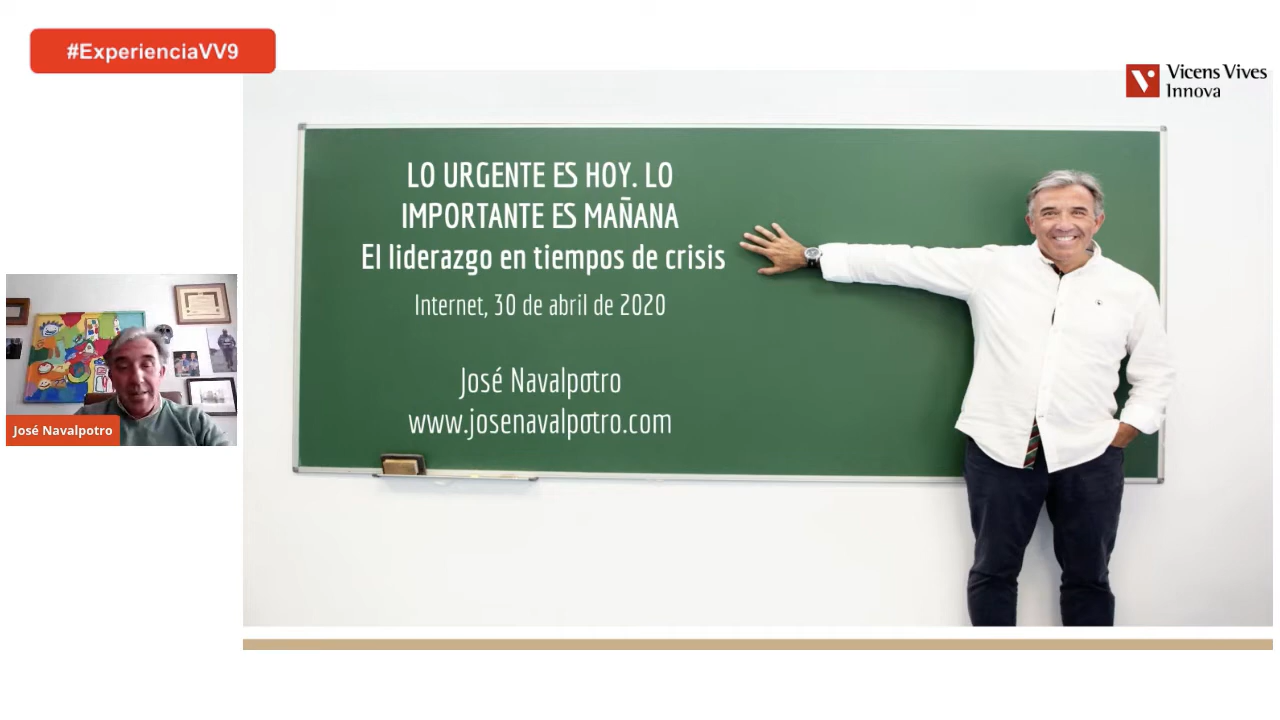 #ExperienciaVV9
Vicens Vives
Innova
LO URGENTE ES HOY. LO
IMPORTANTE ES MAÑANA
El liderazgo en tiempos de crisis
Internet, 30 de abril de 2020
José Navalpotro
www.josenavalpotro.com
José Navalpotro